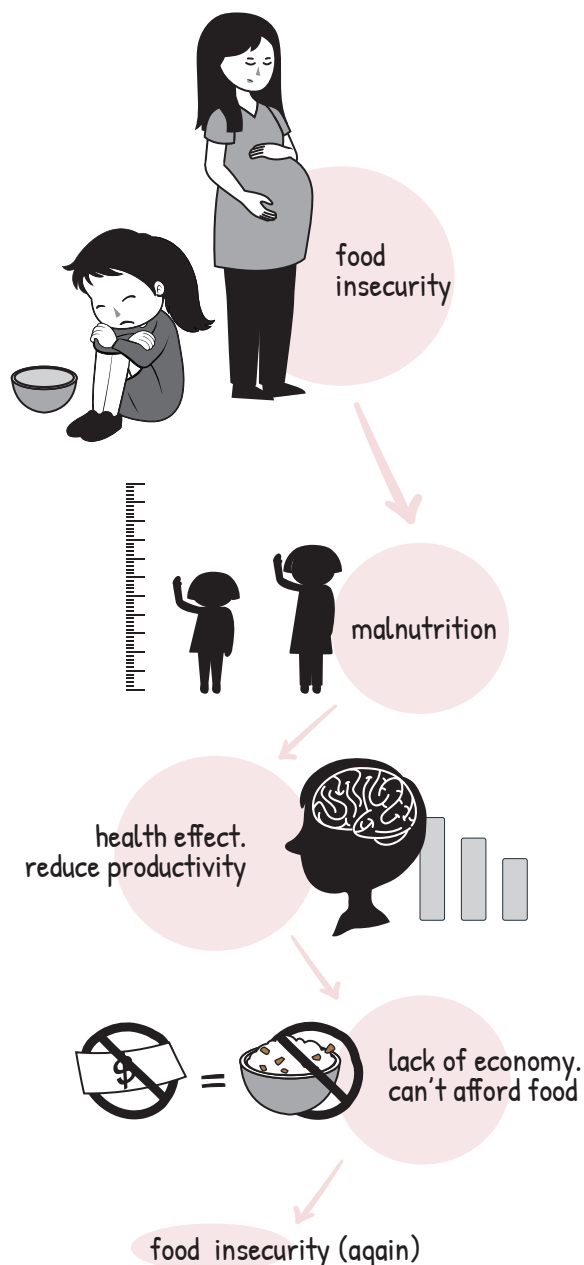 food
insecurity
malnutrition
health effect.
reduce productivity
$
=
lack of economy.
can't afford food
food insecurity (again)